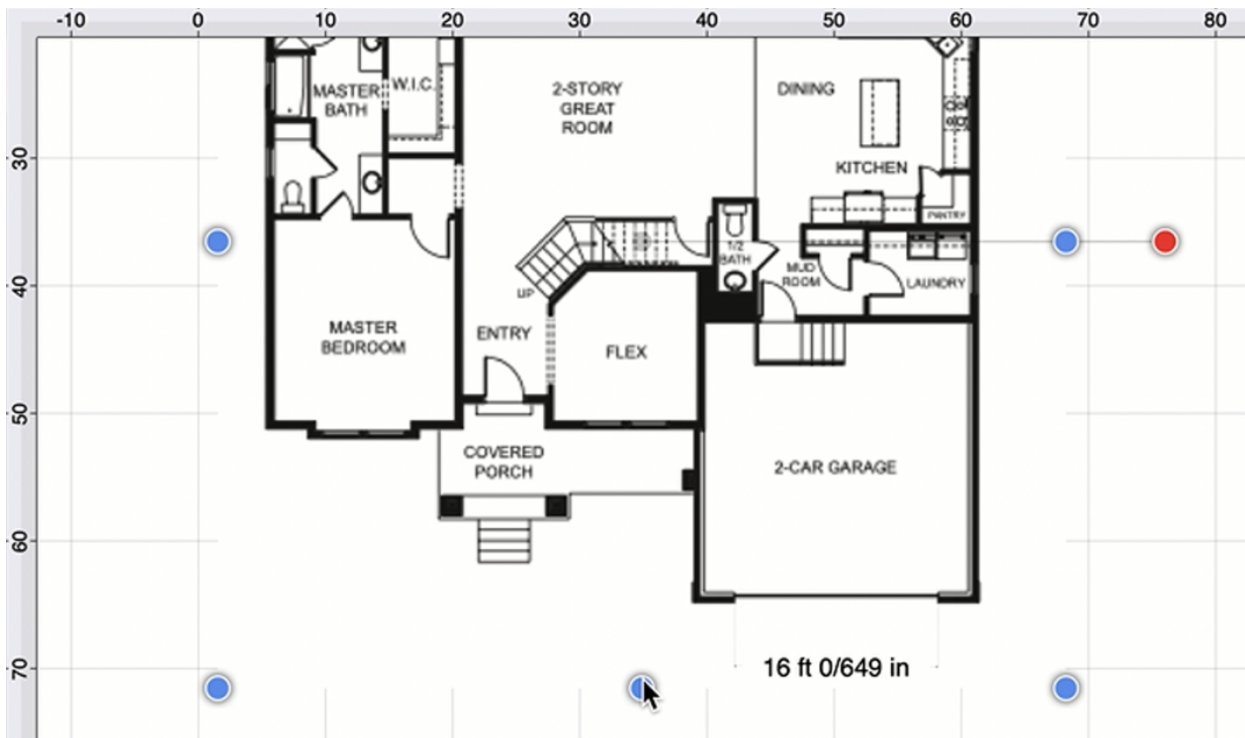 -10 0 10 20 30 40 50 60 70 80
W.I.C.
MASTER
BATH
2-STORY
GREAT
ROOM
DINING
30
KITCHEN
PANTRY
1/2
BATH
MUD
ROOM
LAUNDRY
40
UP
ENTRY
MASTER
BEDROOM
FLEX
50
COVERED
PORCH
2-CAR GARAGE
60
70
16 ft 0/649 in